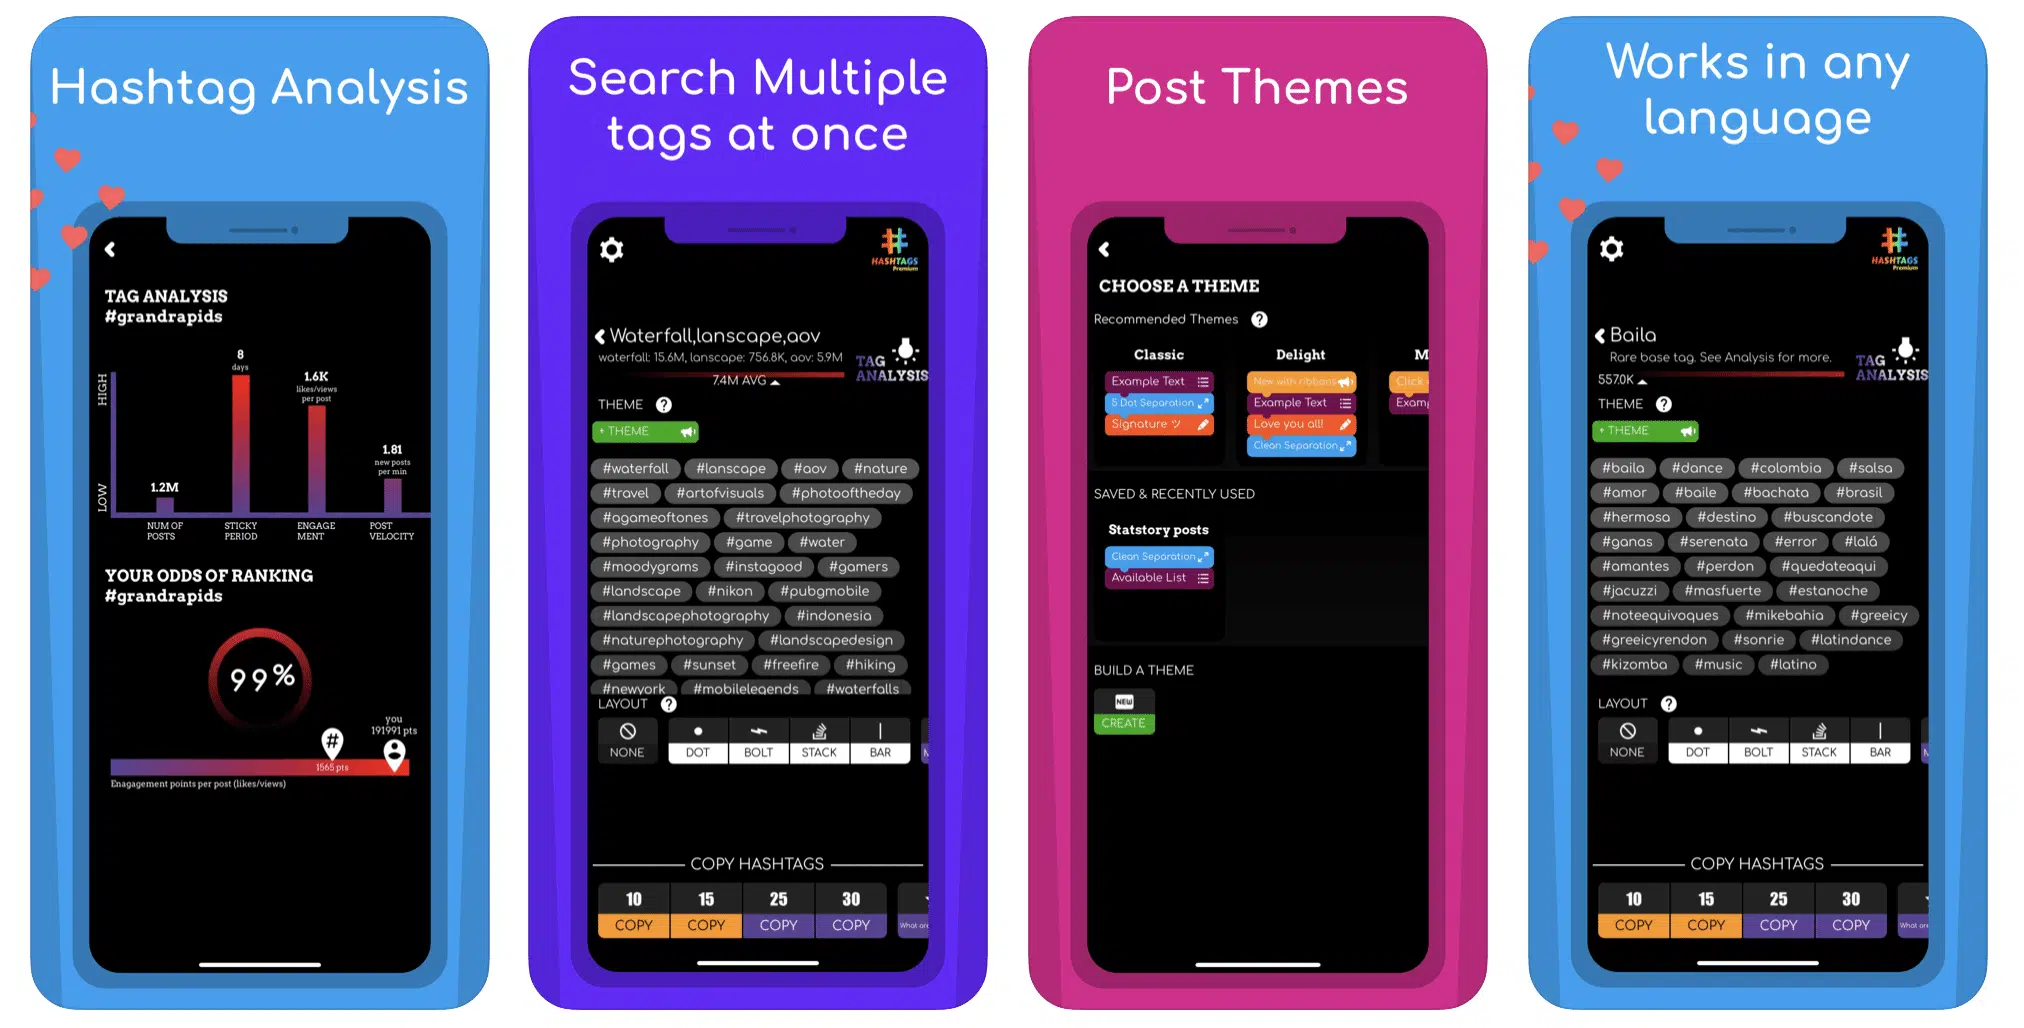 Hashtag Analysis
TAG ANALYSIS
#grandrapids
HIGH
LOW
1.2M
8
days
1.6K
likes/views
per post
1.81
new posts
per min
NUM OF
POSTS
STICKY
PERIOD
ENGAGE
MENT
POST
VELOCITY
YOUR ODDS OF RANKING
#grandrapids
99%
you
191991 pts
#
1565 pts
Enagagement points per post (likes/views)
Search Multiple
tags at once
#
HASHTAGS
Premium
Waterfall,lanscape,aov
waterfall: 15.6M, lanscape: 756.8K, aov: 5.9M
7.4M AVG
TAG
ANALYSIS
THEME ?
+ THEME
#waterfall #lanscape #aov #nature
#travel #artofvisuals #photooftheday
#agameoftones #travelphotography
#photography #game #water
#moodygrams #instagood #gamers
#landscape #nikon #pubgmobile
#landscapephotography #indonesia
#naturephotography #landscapedesign
#games #sunset #freefire #hiking
#newyork #mobilelegends #waterfalls
LAYOUT ?
NONE DOT BOLT STACK BAR
COPY HASHTAGS
10 15 25 30
COPY COPY COPY COPY
What are
Post Themes
CHOOSE A THEME
Recommended Themes ?
Classic
Example Text
5 Dot Separation
Signature ツ
Delight
New with ribbons
Example Text
Love you all!
Clean Separation
M
Click
Examp
SAVED & RECENTLY USED
Statstory posts
Clean Separation
Available List
BUILD A THEME
NEW
CREATE
Works in any
language
#
HASHTAGS
Premium
Baila
Rare base tag. See Analysis for more.
557.0K
TAG
ANALYSIS
THEME ?
+ THEME
#baila #dance #colombia #salsa
#amor #baile #bachata #brasil
#hermosa #destino #buscandote
#ganas #serenata #error #lalá
#amantes #perdon #quedateaqui
#jacuzzi #masfuerte #estanoche
#noteequivoques #mikebahia #greeicy
#greeicyrendon #sonrie #latindance
#kizomba #music #latino
LAYOUT ?
NONE DOT BOLT STACK BAR
COPY HASHTAGS
10 15 25 30
COPY COPY COPY COPY
What are